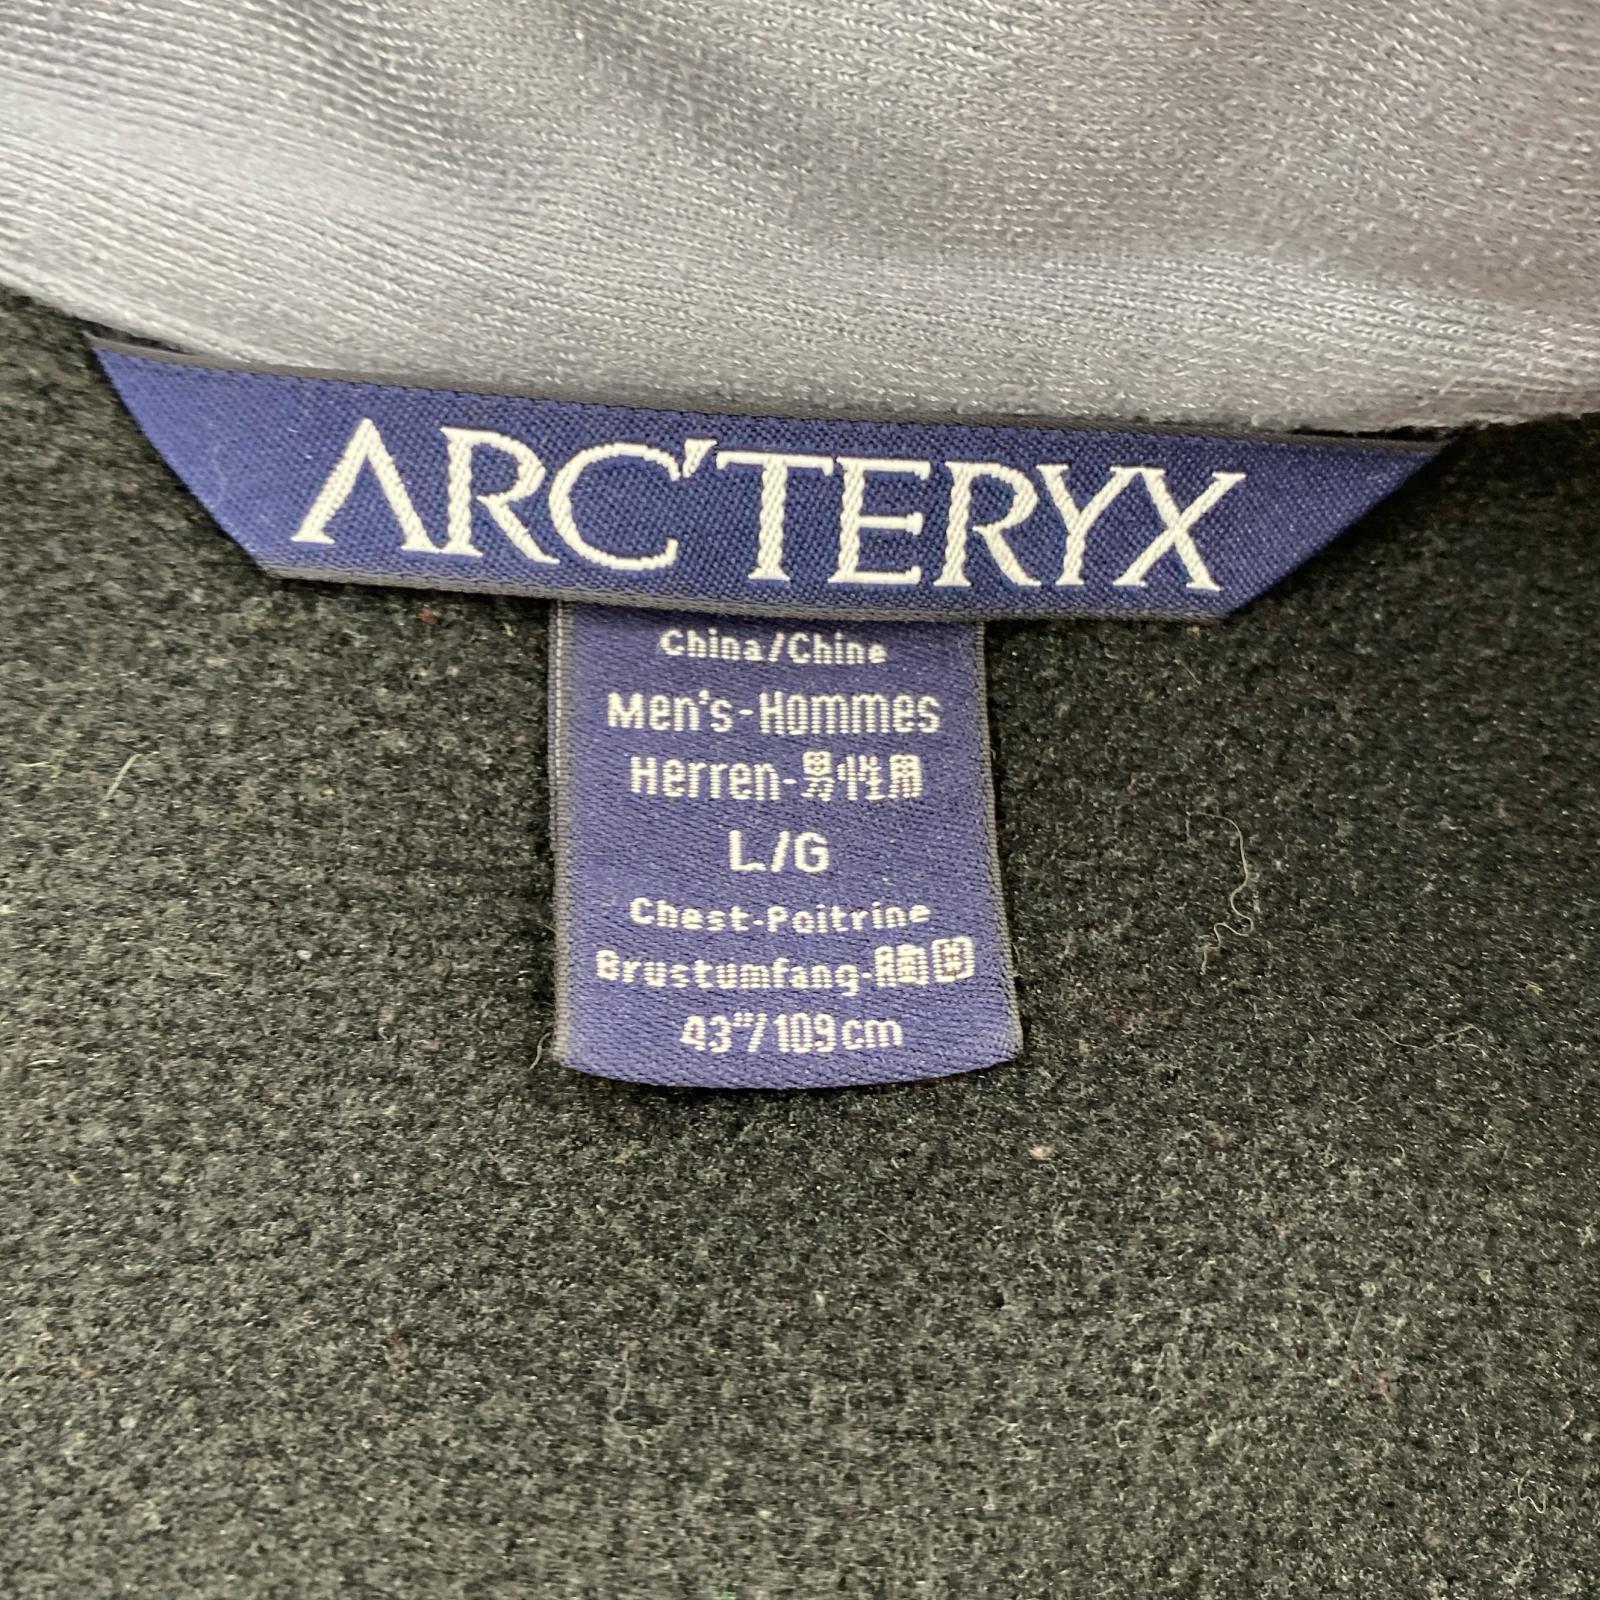 ARC'TERYX
China/Chine
Men's-Hommes
Herren-男性用
L/G
Chest-Poitrine
Brustumfang-胸囲
43"/109cm